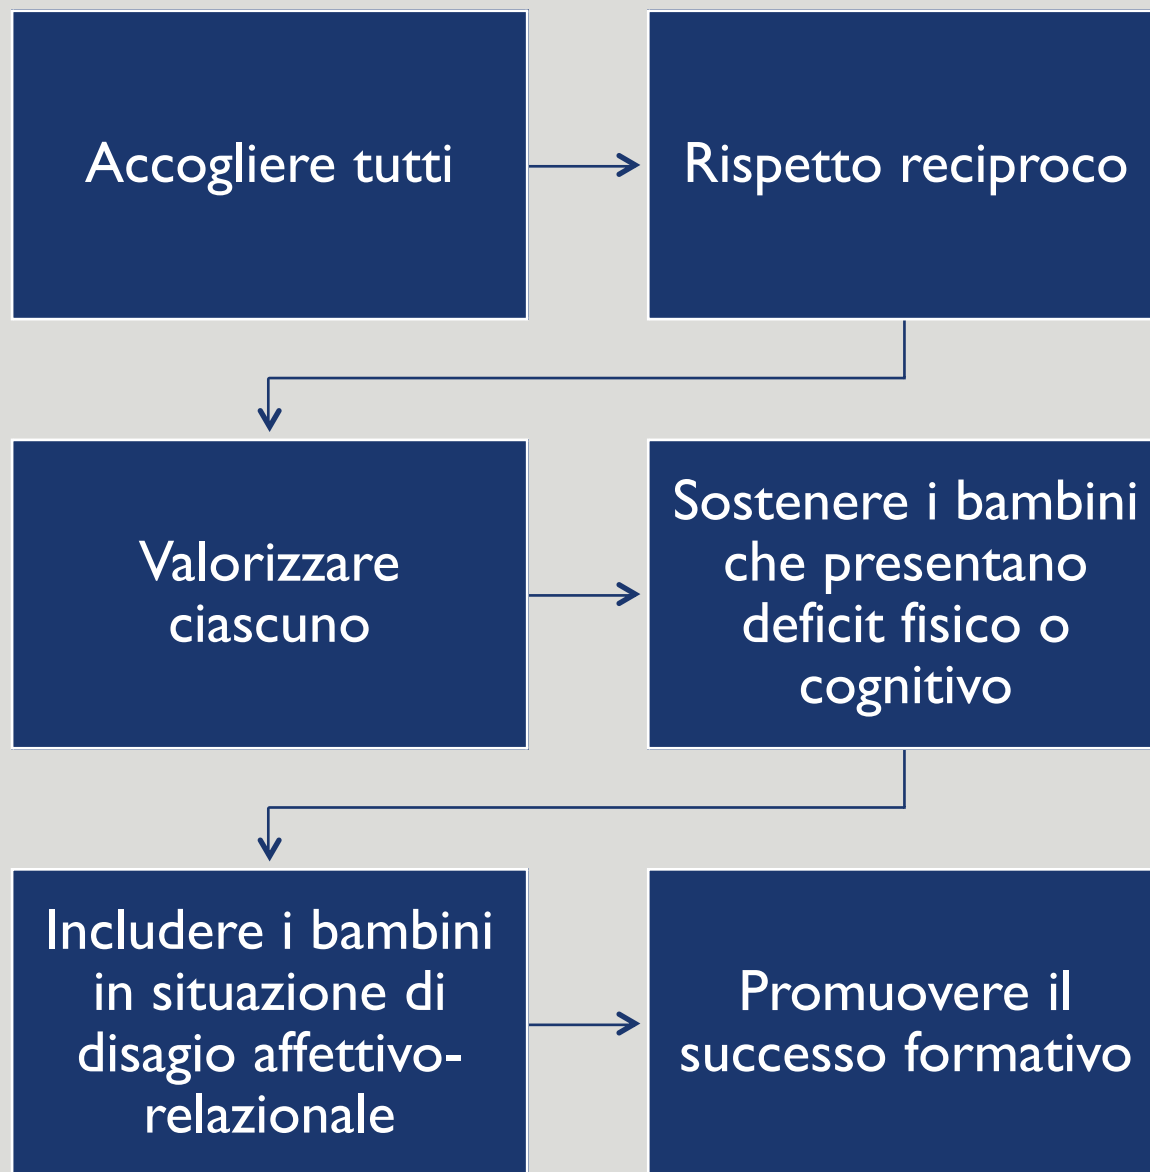 Accogliere tutti
Rispetto reciproco
Valorizzare
ciascuno
Sostenere i bambini
che presentano
deficit fisico o
cognitivo
Includere i bambini
in situazione di
disagio affettivo-
relazionale
Promuovere il
successo formativo